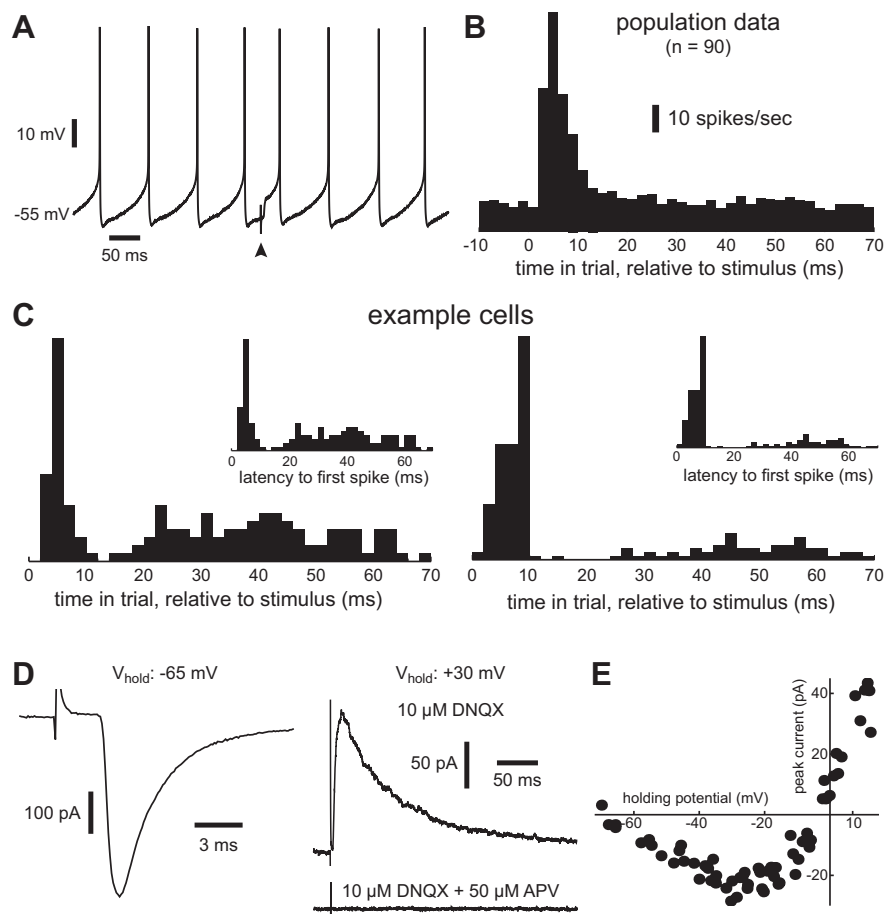 A
10 mV
-55 mV
50 ms
B
population data
(n = 90)
10 spikes/sec
-10 0 10 20 30 40 50 60 70
time in trial, relative to stimulus (ms)
C
example cells
0 20 40 60
latency to first spike (ms)
0 10 20 30 40 50 60 70
time in trial, relative to stimulus (ms)
0 20 40 60
latency to first spike (ms)
0 10 20 30 40 50 60 70
time in trial, relative to stimulus (ms)
D
Vhold: -65 mV
100 pA
3 ms
Vhold: +30 mV
10 µM DNQX
50 pA
50 ms
10 µM DNQX + 50 µM APV
E
peak current (pA)
40
20
holding potential (mV)
-60 -20 10
-20